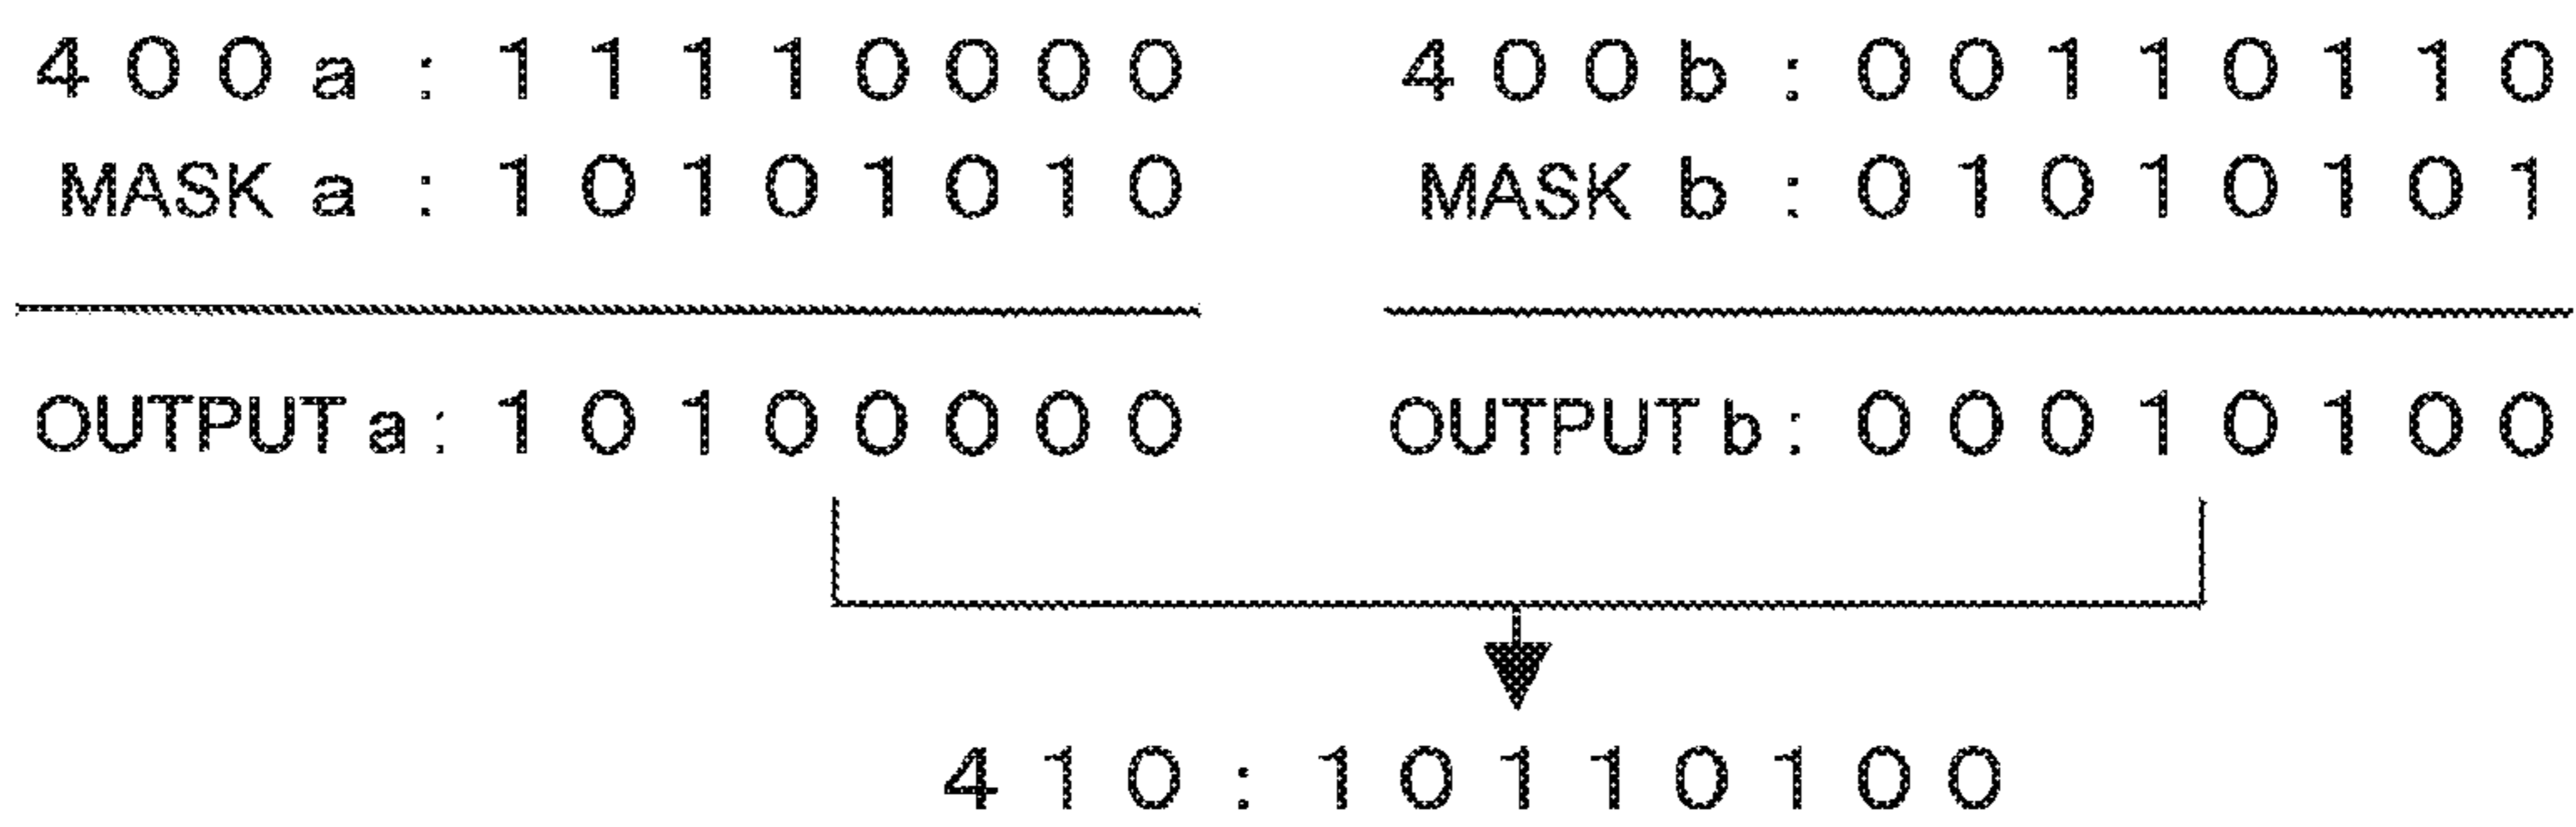 400a : 11110000 400b : 00110110
MASK a : 10101010 MASK b : 01010101
OUTPUT a : 10100000 OUTPUT b : 00010100
410 : 10110100